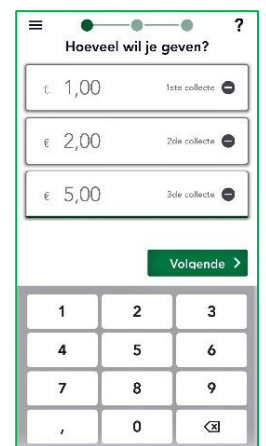 ?
Hoeveel wil je geven?
€ 1,00 1ste collecte
€ 2,00 2de collecte
€ 5,00 3de collecte
Volgende >
1 2 3
4 5 6
7 8 9
, 0